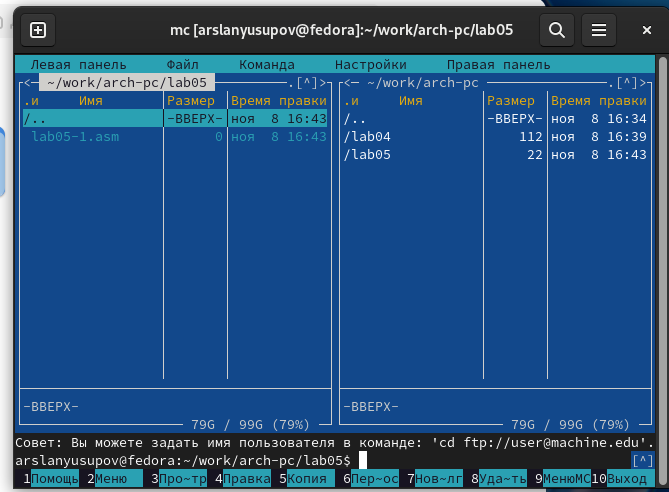 mc [arslanyusupov@fedora]:~/work/arch-pc/lab05
Левая панель Файл Команда Настройки Правая панель
<─ ~/work/arch-pc/lab05 .[^]> <─ ~/work/arch-pc .[^]>
.и Имя Размер Время правки .и Имя Размер Время правки
/.. -ВВЕРХ- ноя 8 16:43 /.. -ВВЕРХ- ноя 8 16:34
lab05-1.asm 0 ноя 8 16:43 /lab04 112 ноя 8 16:39
/lab05 22 ноя 8 16:43
-ВВЕРХ- -ВВЕРХ-
79G / 99G (79%) 79G / 99G (79%)
Совет: Вы можете задать имя пользователя в команде: 'cd ftp://user@machine.edu'.
arslanyusupov@fedora:~/work/arch-pc/lab05$ [^]
1Помощь 2Меню 3Про~тр 4Правка 5Копия 6Пер~ос 7Нов~лг 8Уда~ть 9МенюMC 10Выход